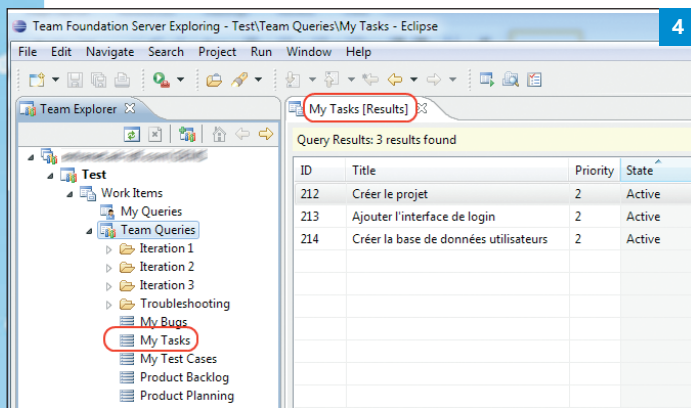 Team Foundation Server Exploring - Test\Team Queries\My Tasks - Eclipse
4
File Edit Navigate Search Project Run Window Help
Team Explorer
My Tasks [Results]
Query Results: 3 results found
Test
Work Items
My Queries
Team Queries
Iteration 1
Iteration 2
Iteration 3
Troubleshooting
My Bugs
My Tasks
My Test Cases
Product Backlog
Product Planning
ID Title Priority State
212 Créer le projet 2 Active
213 Ajouter l'interface de login 2 Active
214 Créer la base de données utilisateurs 2 Active